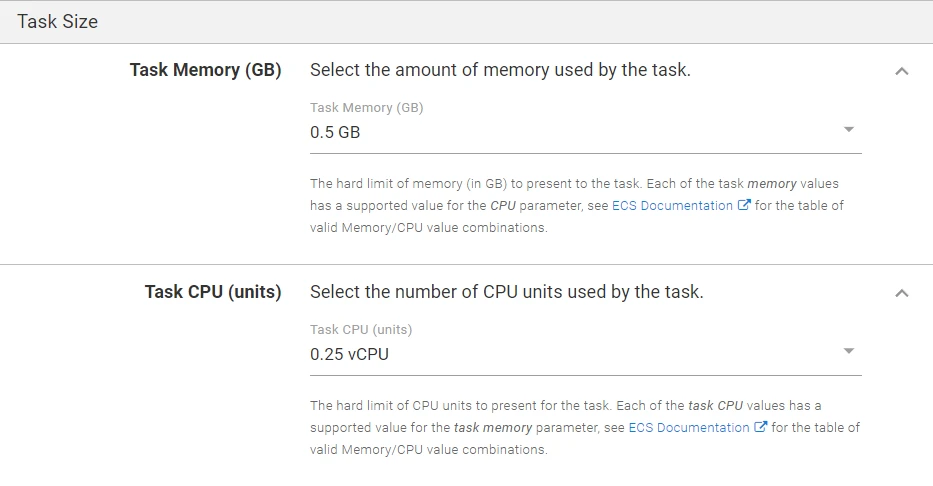 Task Size
Task Memory (GB) Select the amount of memory used by the task.
Task Memory (GB)
0.5 GB
The hard limit of memory (in GB) to present to the task. Each of the task memory values
has a supported value for the CPU parameter, see ECS Documentation for the table of
valid Memory/CPU value combinations.
Task CPU (units) Select the number of CPU units used by the task.
Task CPU (units)
0.25 vCPU
The hard limit of CPU units to present for the task. Each of the task CPU values has a
supported value for the task memory parameter, see ECS Documentation for the table of
valid Memory/CPU value combinations.